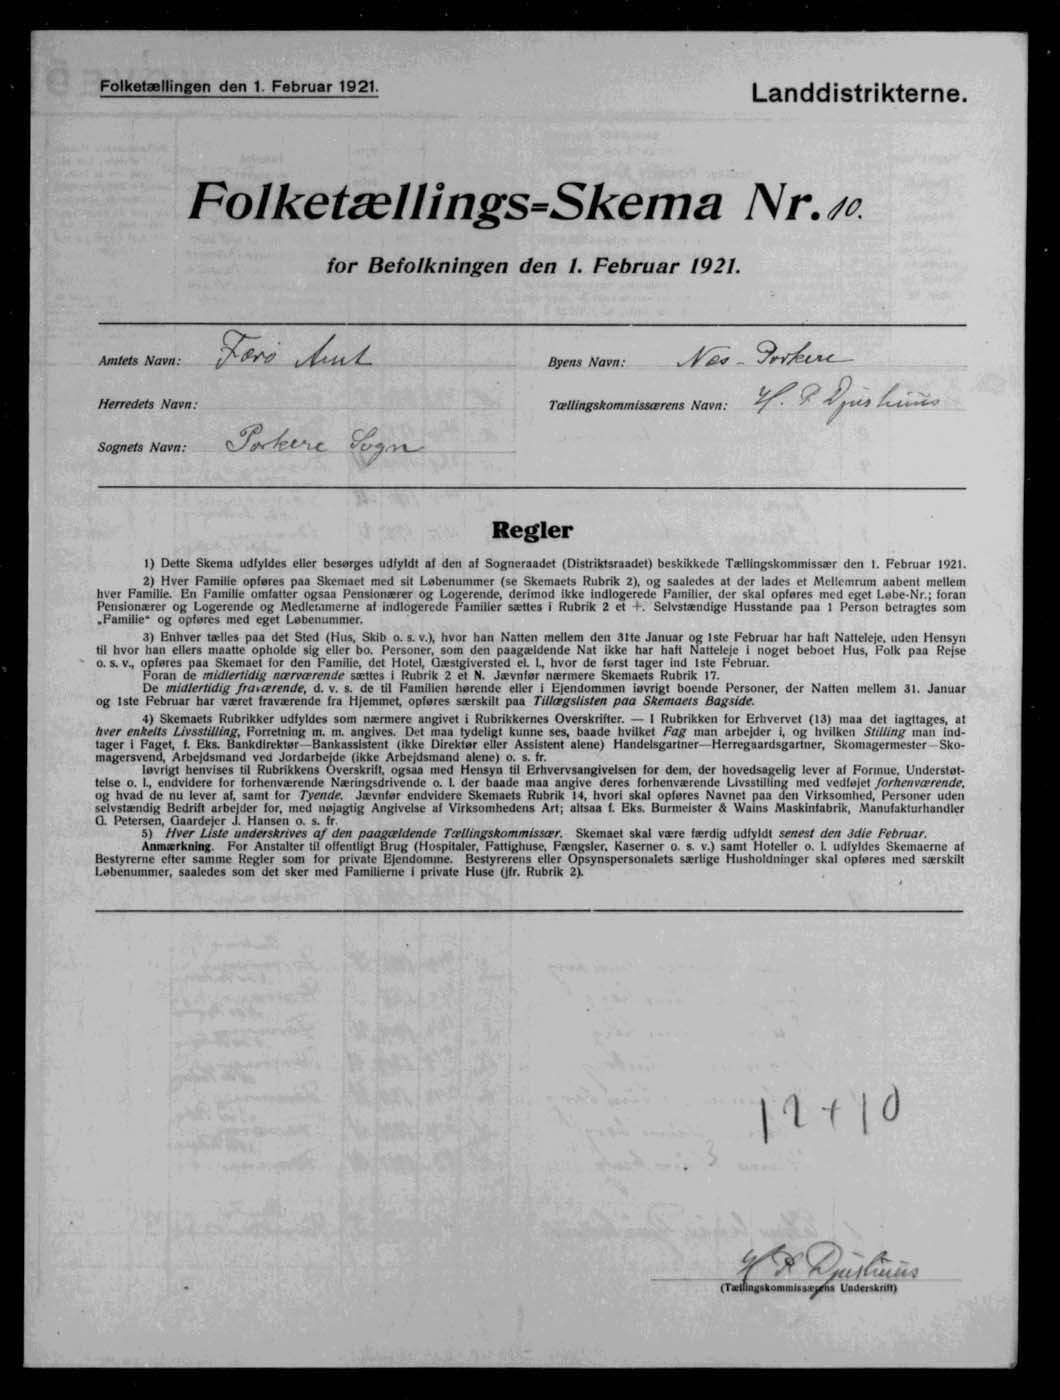 Folketællingen den 1. Februar 1921.
Landdistrikterne.
Folketællings=Skema Nr. 10.
for Befolkningen den 1. Februar 1921.
Amtets Navn: Færø Amt
Byens Navn: Næs - Porkere
Herredets Navn:
Tællingskommissærens Navn: H. P. Djurhuus
Sognets Navn: Porkere Sogn
Regler
1) Dette Skema udfyldes eller besørges udfyldt af den af Sogneraadet (Distriktsraadet) beskikkede Tællingskommissær den 1. Februar 1921.
2) Hver Familie opføres paa Skemaet med sit Løbenummer (se Skemaets Rubrik 2), og saaledes at der lades et Mellemrum aabent mellem
hver Familie. En Familie omfatter ogsaa Pensionærer og Logerende, derimod ikke indlogerede Familier, der skal opføres med eget Løbe-Nr.; foran
Pensionærer og Logerende og Medlemmerne af indlogerede Familier sættes i Rubrik 2 et +. Selvstændige Husstande paa 1 Person betragtes som
„Familie“ og opføres med eget Løbenummer.
3) Enhver tælles paa det Sted (Hus, Skib o. s. v.), hvor han Natten mellem den 31te Januar og 1ste Februar har haft Natteleje, uden Hensyn
til hvor han ellers maatte opholde sig eller bo. Personer, som den paagældende Nat ikke har haft Natteleje i noget beboet Hus, Folk paa Rejse
o. s. v., opføres paa Skemaet for den Familie, det Hotel, Gæstgiversted el. l., hvor de først tager ind 1ste Februar.
Foran de midlertidig nærværende sættes i Rubrik 2 et N. Jævnfør nærmere Skemaets Rubrik 17.
De midlertidig fraværende, d. v. s. de til Familien hørende eller i Ejendommen iøvrigt boende Personer, der Natten mellem 31. Januar
og 1ste Februar har været fraværende fra Hjemmet, opføres særskilt paa Tillægslisten paa Skemaets Bagside.
4) Skemaets Rubrikker udfyldes som nærmere angivet i Rubrikkernes Overskrifter. — I Rubrikken for Erhvervet (13) maa det iagttages, at
hver enkelts Livsstilling, Forretning m. m. angives. Det maa tydeligt kunne ses, baade hvilket Fag man arbejder i, og hvilken Stilling man ind-
tager i Faget, f. Eks. Bankdirektør—Bankassistent (ikke Direktør eller Assistent alene) Handelsgartner—Herregaardsgartner, Skomagermester—Sko-
magersvend, Arbejdsmand ved Jordarbejde (ikke Arbejdsmand alene) o. s. fr.
Iøvrigt henvises til Rubrikkens Overskrift, ogsaa med Hensyn til Erhvervsangivelsen for dem, der hovedsagelig lever af Formue, Understøt-
telse o. l., endvidere for forhenværende Næringsdrivende o. l. der baade maa angive deres forhenværende Livsstilling med vedføjet forhenværende,
og hvad de nu lever af, samt for Tyende. Jævnfør endvidere Skemaets Rubrik 14, hvori skal opføres Navnet paa den Virksomhed, Personer uden
selvstændig Bedrift arbejder for, med nøjagtig Angivelse af Virksomhedens Art; altsaa f. Eks. Burmeister & Wains Maskinfabrik, Manufakturhandler
G. Petersen, Gaardejer J. Hansen o. s. fr.
5) Hver Liste underskrives af den paagældende Tællingskommissær. Skemaet skal være færdig udfyldt senest den 3die Februar.
Anmærkning. For Anstalter til offentligt Brug (Hospitaler, Fattighuse, Fængsler, Kaserner o. s. v.) samt Hoteller o. l. udfyldes Skemaerne af
Bestyrerne efter samme Regler som for private Ejendomme. Bestyrerens eller Opsynspersonalets særlige Husholdninger skal opføres med særskilt
Løbenummer, saaledes som det sker med Familierne i private Huse (jfr. Rubrik 2).
12+10
H P Djurhuus
(Tællingskommissærens Underskrift)